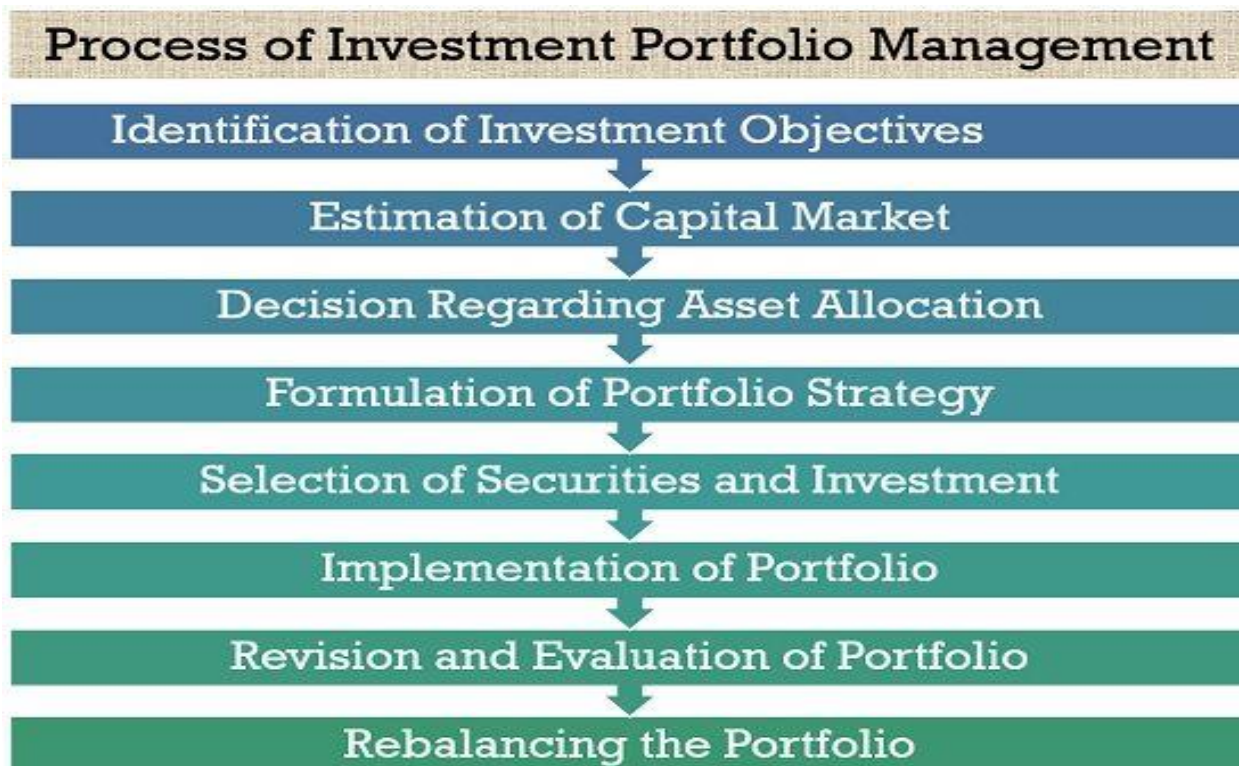 Process of Investment Portfolio Management
Identification of Investment Objectives
Estimation of Capital Market
Decision Regarding Asset Allocation
Formulation of Portfolio Strategy
Selection of Securities and Investment
Implementation of Portfolio
Revision and Evaluation of Portfolio
Rebalancing the Portfolio